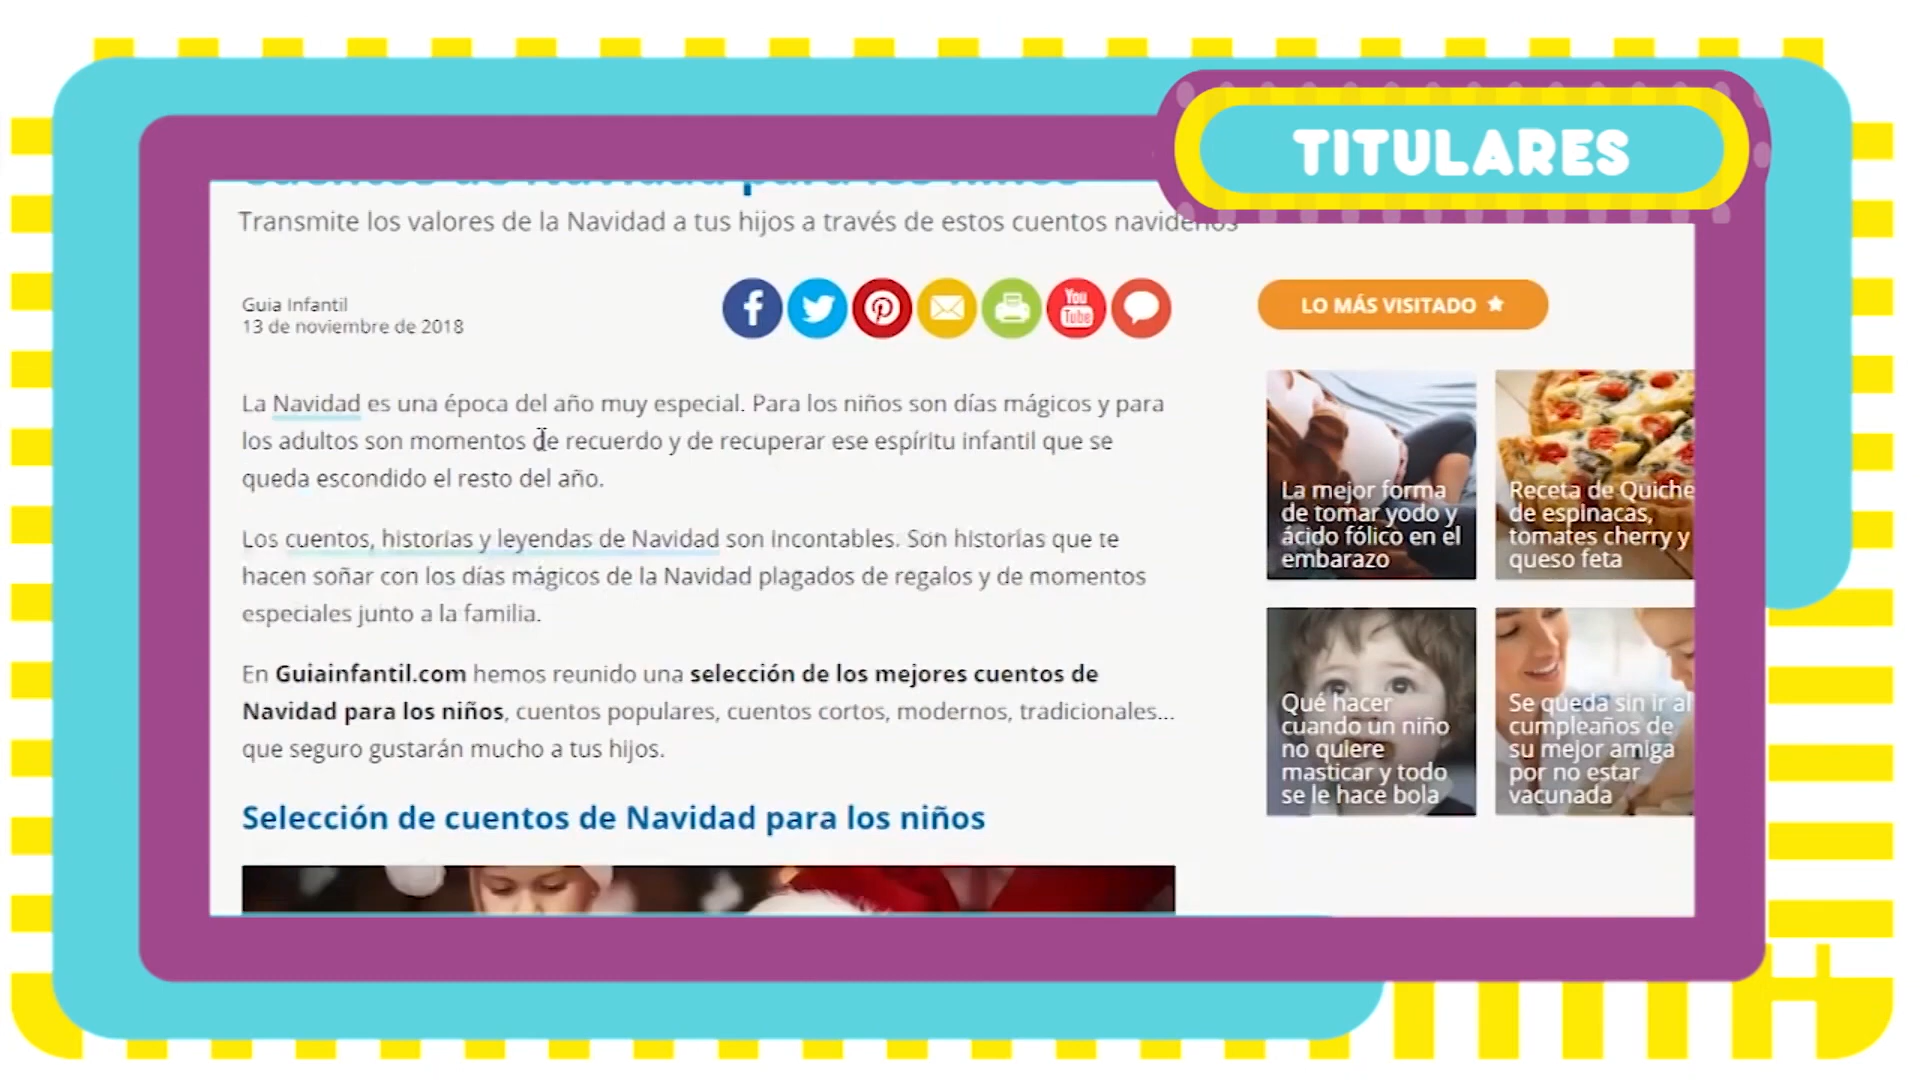 TITULARES
Transmite los valores de la Navidad a tus hijos a través de estos cuentos navideños
Guia Infantil
13 de noviembre de 2018
You
Tube
LO MÁS VISITADO
La Navidad es una época del año muy especial. Para los niños son días mágicos y para
los adultos son momentos de recuerdo y de recuperar ese espíritu infantil que se
queda escondido el resto del año.
Los cuentos, historias y leyendas de Navidad son incontables. Son historias que te
hacen soñar con los días mágicos de la Navidad plagados de regalos y de momentos
especiales junto a la familia.
En Guiainfantil.com hemos reunido una selección de los mejores cuentos de
Navidad para los niños, cuentos populares, cuentos cortos, modernos, tradicionales...
que seguro gustarán mucho a tus hijos.
Selección de cuentos de Navidad para los niños
La mejor forma
de tomar yodo y
ácido fólico en el
embarazo
Receta de Quiche
de espinacas,
tomates cherry y
queso feta
Qué hacer
cuando un niño
no quiere
masticar y todo
se le hace bola
Se queda sin ir al
cumpleaños de
su mejor amiga
por no estar
vacunada